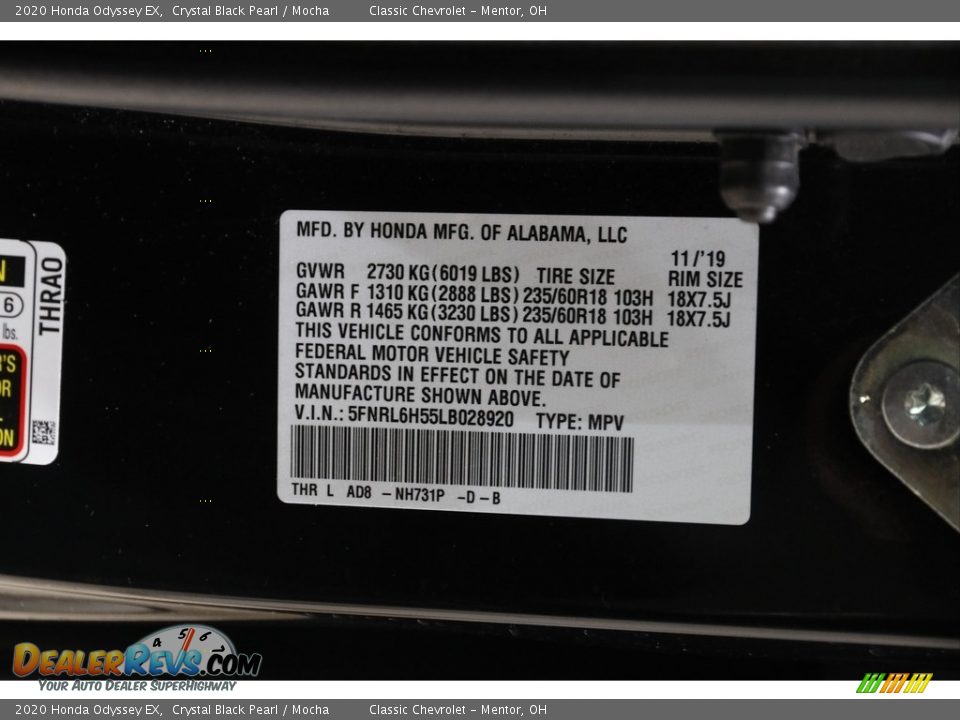 2020 Honda Odyssey EX, Crystal Black Pearl / Mocha Classic Chevrolet - Mentor, OH
MFD. BY HONDA MFG. OF ALABAMA, LLC
11/'19
GVWR 2730 KG(6019 LBS) TIRE SIZE RIM SIZE
GAWR F 1310 KG(2888 LBS) 235/60R18 103H 18X7.5J
GAWR R 1465 KG(3230 LBS) 235/60R18 103H 18X7.5J
THIS VEHICLE CONFORMS TO ALL APPLICABLE
FEDERAL MOTOR VEHICLE SAFETY
STANDARDS IN EFFECT ON THE DATE OF
MANUFACTURE SHOWN ABOVE.
V.I.N.: 5FNRL6H55LB028920 TYPE: MPV
THR L AD8 -NH731P -D-B
THRAO
6
lbs.
4 5 6
DEALERREVS.COM
YOUR AUTO DEALER SUPERHIGHWAY
2020 Honda Odyssey EX, Crystal Black Pearl / Mocha Classic Chevrolet - Mentor, OH